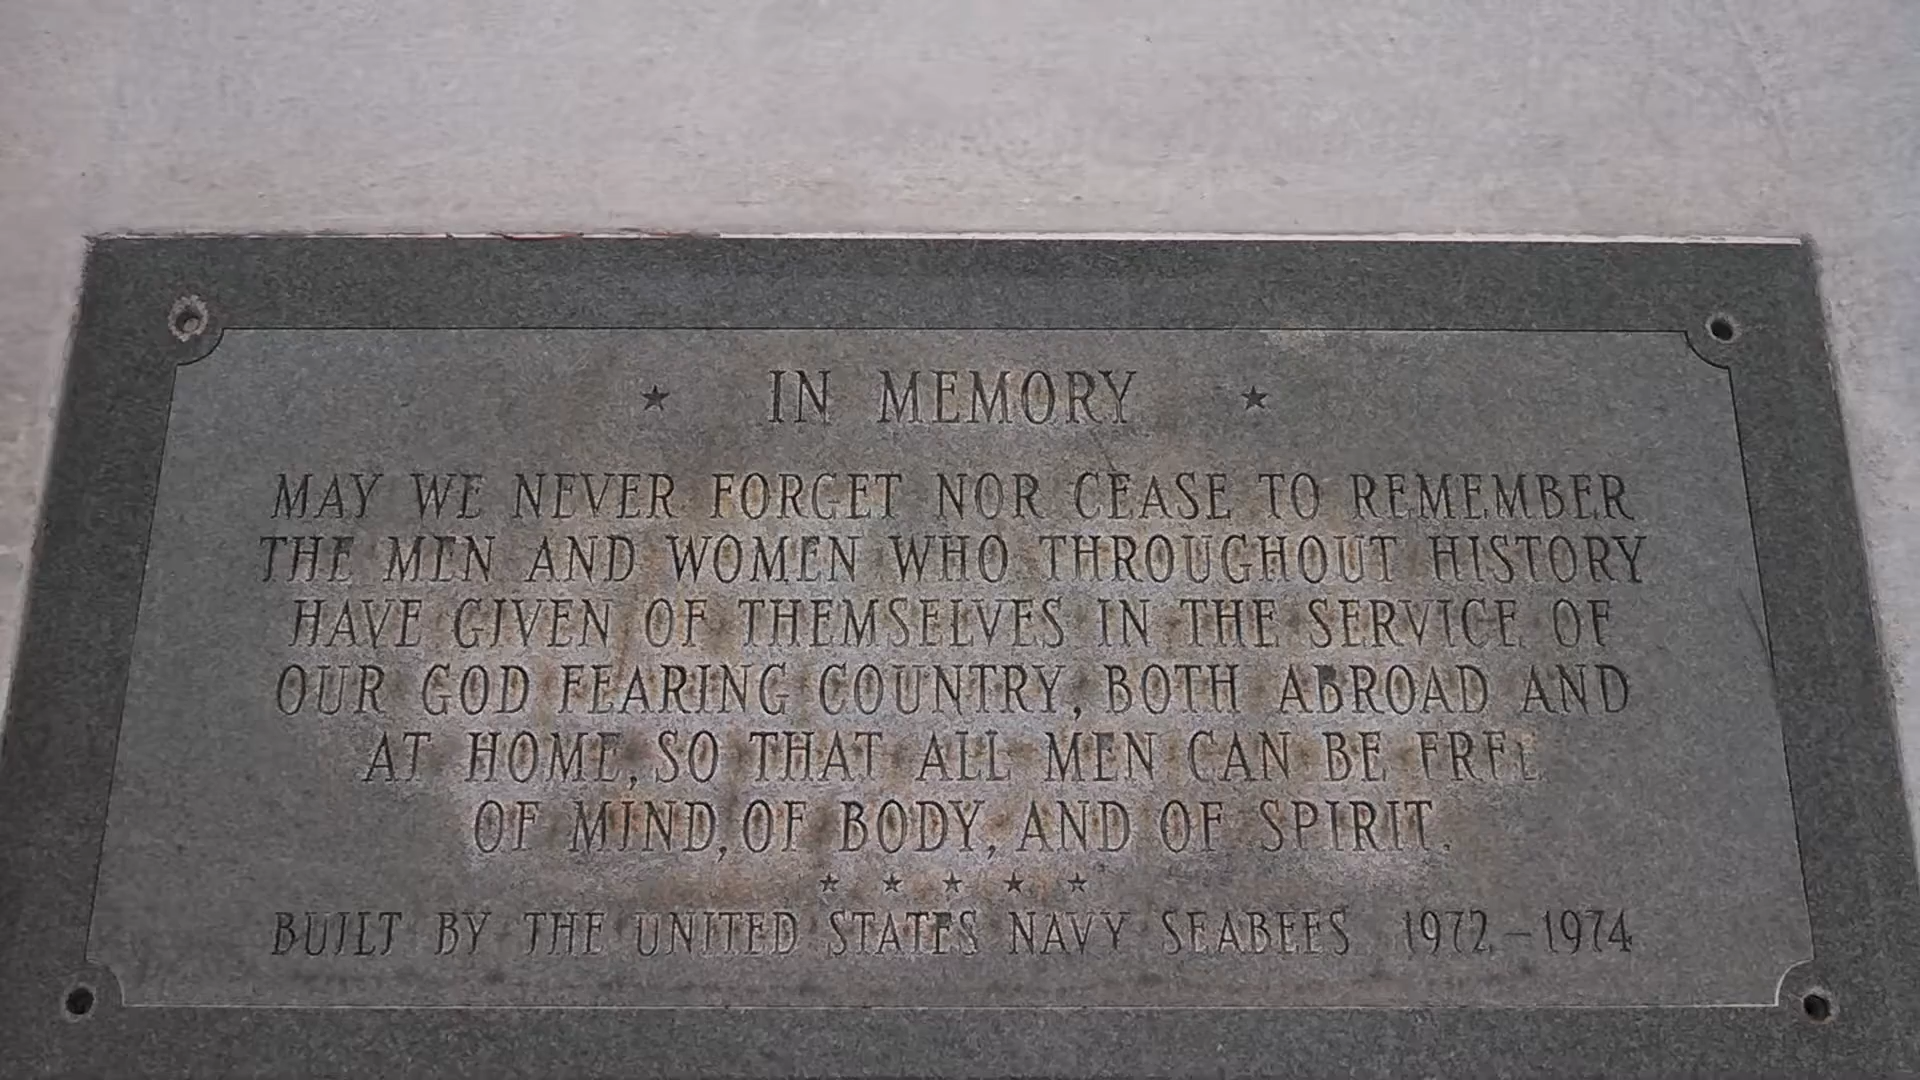 ★ IN MEMORY ★
MAY WE NEVER FORGET NOR CEASE TO REMEMBER
THE MEN AND WOMEN WHO THROUGHOUT HISTORY
HAVE GIVEN OF THEMSELVES IN THE SERVICE OF
OUR GOD FEARING COUNTRY, BOTH ABROAD AND
AT HOME, SO THAT ALL MEN CAN BE FREE
OF MIND, OF BODY, AND OF SPIRIT.
★ ★ ★ ★ ★
BUILT BY THE UNITED STATES NAVY SEABEES 1972-1974